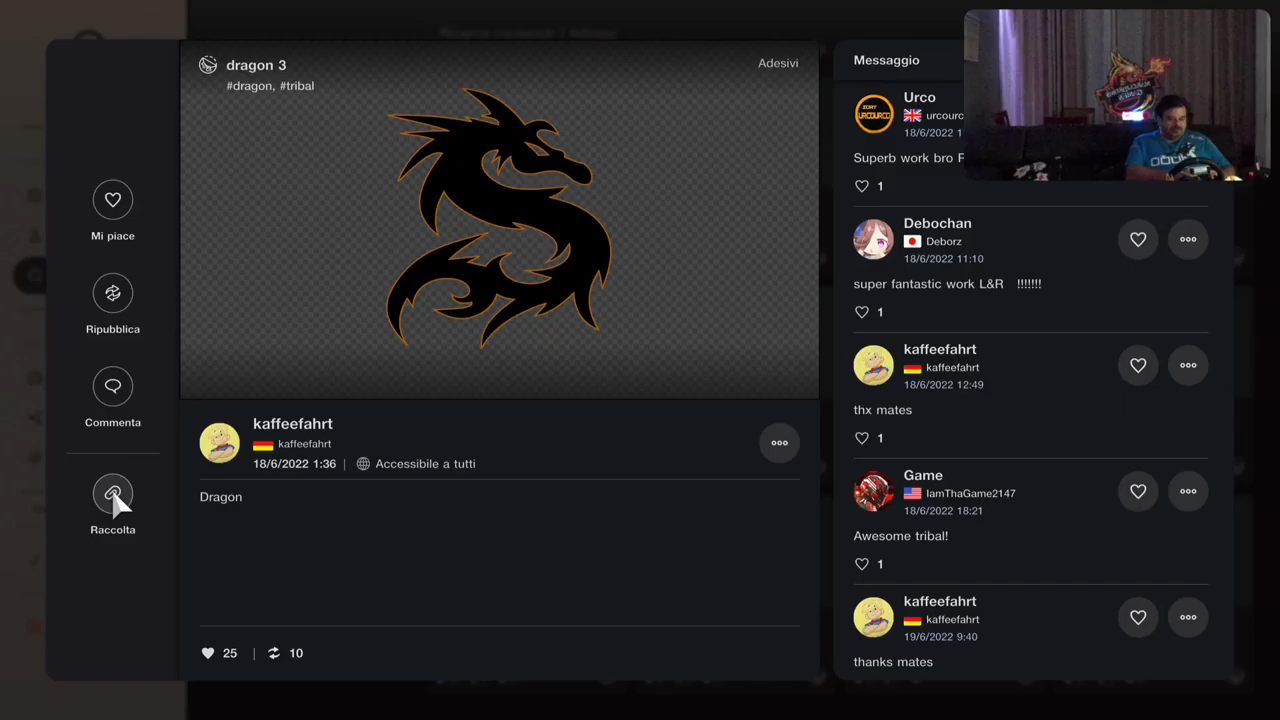 dragon 3
Adesivi
#dragon, #tribal
Mi piace
Ripubblica
Commenta
Raccolta
kaffeefahrt
kaffeefahrt
18/6/2022 1:36 | Accessibile a tutti
Dragon
25 | 10
Messaggio
Urco
18/6/2022 1
Superb work bro
1
Debochan
Deborz
18/6/2022 11:10
super fantastic work L&R !!!!!!!
1
kaffeefahrt
kaffeefahrt
18/6/2022 12:49
thx mates
1
Game
IamThaGame2147
18/6/2022 18:21
Awesome tribal!
1
kaffeefahrt
kaffeefahrt
19/6/2022 9:40
thanks mates